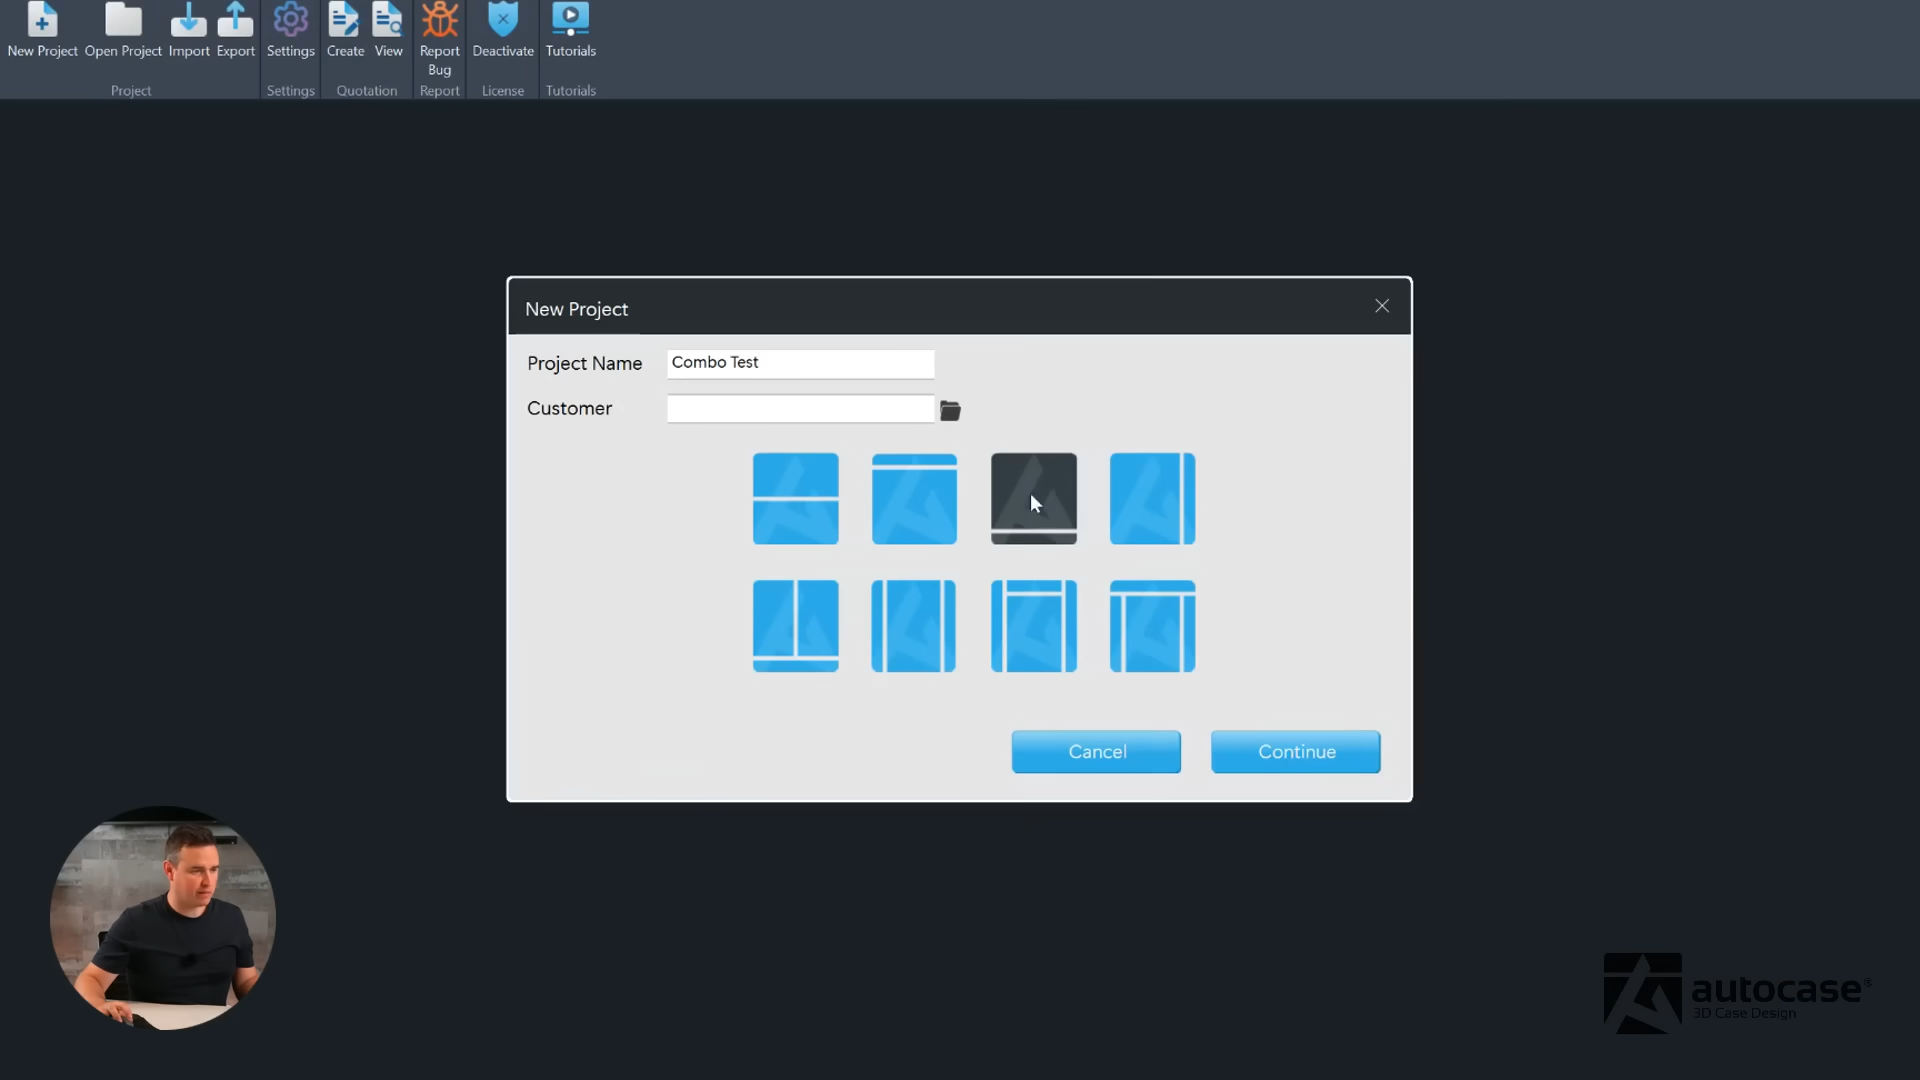 New Project Open Project Import Export Settings Create View Report Bug Deactivate Tutorials
Project Settings Quotation Report License Tutorials
New Project
Project Name Combo Test
Customer
Cancel Continue
autocase®
3D Case Design